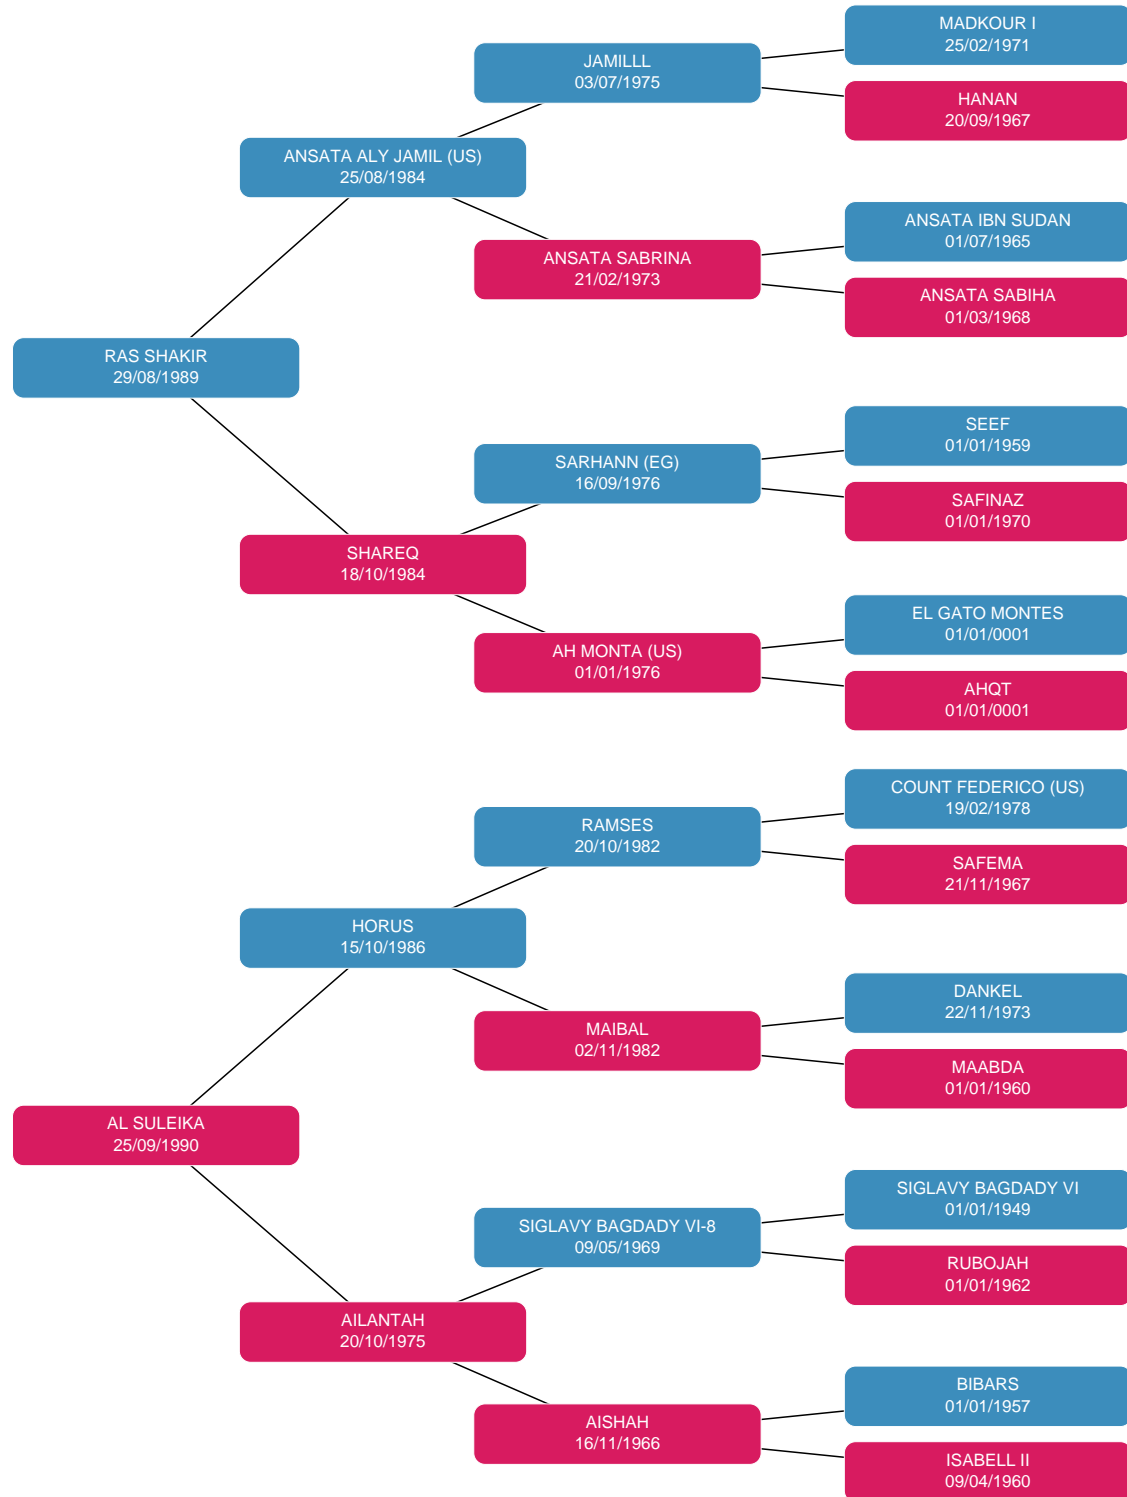 MADKOUR I
25/02/1971
JAMILLL
03/07/1975
HANAN
20/09/1967
ANSATA ALY JAMIL (US)
25/08/1984
ANSATA IBN SUDAN
01/07/1965
ANSATA SABRINA
21/02/1973
ANSATA SABIHA
01/03/1968
RAS SHAKIR
29/08/1989
SEEF
01/01/1959
SARHANN (EG)
16/09/1976
SAFINAZ
01/01/1970
SHAREQ
18/10/1984
EL GATO MONTES
01/01/0001
AH MONTA (US)
01/01/1976
AHQT
01/01/0001
COUNT FEDERICO (US)
19/02/1978
RAMSES
20/10/1982
SAFEMA
21/11/1967
HORUS
15/10/1986
DANKEL
22/11/1973
MAIBAL
02/11/1982
MAABDA
01/01/1960
AL SULEIKA
25/09/1990
SIGLAVY BAGDADY VI
01/01/1949
SIGLAVY BAGDADY VI-8
09/05/1969
RUBOJAH
01/01/1962
AILANTAH
20/10/1975
BIBARS
01/01/1957
AISHAH
16/11/1966
ISABELL II
09/04/1960